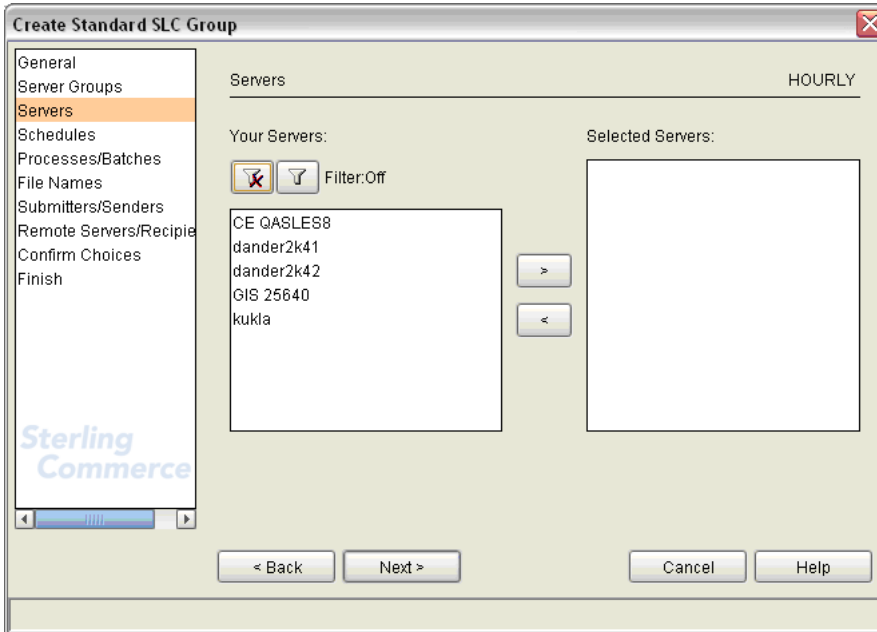 Create Standard SLC Group
General
Server Groups
Servers
Schedules
Processes/Batches
File Names
Submitters/Senders
Remote Servers/Recipie
Confirm Choices
Finish
Sterling
Commerce
Servers
HOURLY
Your Servers:
Filter:Off
CE QASLES8
dander2k41
dander2k42
GIS 25640
kukla
>
<
Selected Servers:
< Back
Next >
Cancel
Help